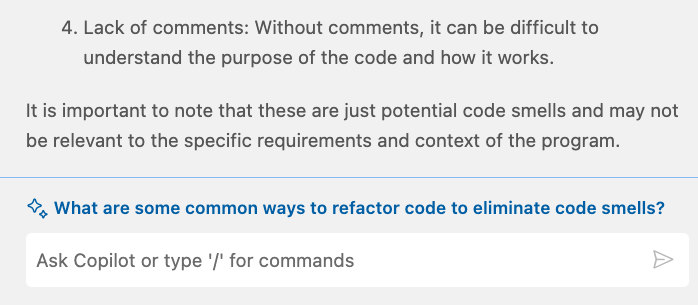 4. Lack of comments: Without comments, it can be difficult to
understand the purpose of the code and how it works.
It is important to note that these are just potential code smells and may not
be relevant to the specific requirements and context of the program.
What are some common ways to refactor code to eliminate code smells?
Ask Copilot or type '/' for commands